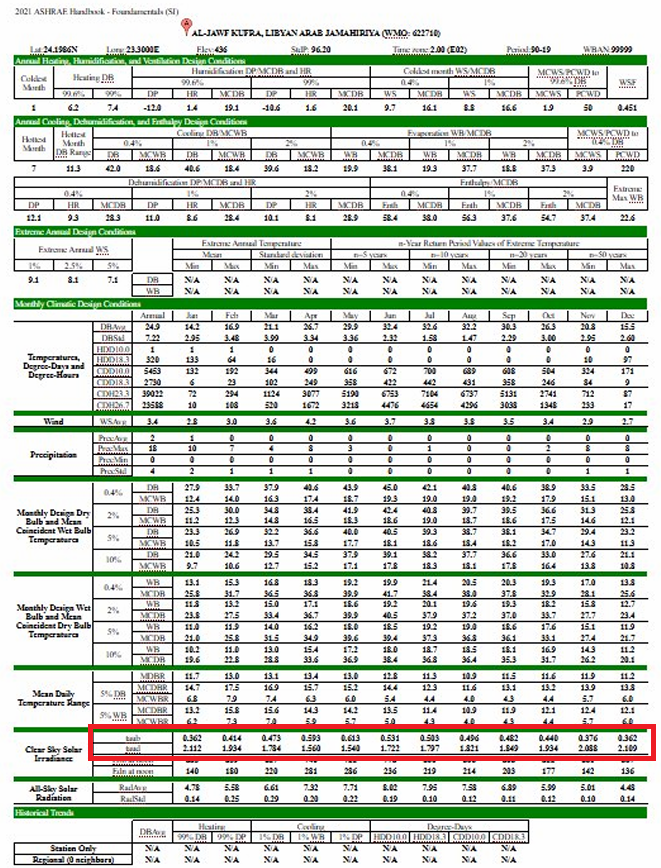 2021 ASHRAE Handbook - Fundamentals (SI)
AL-JAWF KUFRA, LIBYAN ARAB JAMAHIRIYA (WMO: 622710)
Lat:24.1986N Long:23.3000E Elev:436 StdP: 96.20 Time zone:2.00 (E02) Period:90-19 WBAN:99999
Annual Heating, Humidification, and Ventilation Design Conditions
Coldest Month Heating DB Humidification DP/MCDB and HR Coldest month WS/MCDB MCWS/PCWD to 99.6% DB WSF
99.6% 99% 0.4% 1%
99.6% 99% DP HR MCDB DP HR MCDB WS MCDB WS MCDB MCWS PCWD
1 6.2 7.4 -12.0 1.4 19.1 -10.6 1.6 20.1 9.7 16.1 8.8 16.6 1.9 50 0.451
Annual Cooling, Dehumidification, and Enthalpy Design Conditions
Hottest Month Hottest Month DB Range Cooling DB/MCWB Evaporation WB/MCDB MCWS/PCWD to 0.4% DB
0.4% 1% 2% 0.4% 1% 2%
DB MCWB DB MCWB DB MCWB WB MCDB WB MCDB WB MCDB MCWS PCWD
7 11.3 42.0 18.6 40.6 18.4 39.6 18.2 19.9 38.1 19.3 37.7 18.8 37.3 3.9 220
Dehumidification DP/MCDB and HR Enthalpy/MCDB Extreme Max WB
0.4% 1% 2% 0.4% 1% 2%
DP HR MCDB DP HR MCDB DP HR MCDB Enth MCDB Enth MCDB Enth MCDB
12.1 9.3 28.3 11.0 8.6 28.4 10.1 8.1 28.9 58.4 38.0 56.3 37.6 54.7 37.4 22.6
Extreme Annual Design Conditions
Extreme Annual WS Extreme Annual Temperature n-Year Return Period Values of Extreme Temperature
Mean Standard deviation n=5 years n=10 years n=20 years n=50 years
1% 2.5% 5% Min Max Min Max Min Max Min Max Min Max Min Max
9.1 8.1 7.1 DB N/A N/A N/A N/A N/A N/A N/A N/A N/A N/A N/A N/A
WB N/A N/A N/A N/A N/A N/A N/A N/A N/A N/A N/A N/A
Monthly Climatic Design Conditions
Annual Jan Feb Mar Apr May Jun Jul Aug Sep Oct Nov Dec
Temperatures, Degree-Days and Degree-Hours
DBAvg 24.9 14.2 16.9 21.1 26.7 29.9 32.4 32.6 32.2 30.3 26.3 20.8 15.5
DBStd 7.22 2.95 3.48 3.99 3.34 3.36 2.32 1.58 1.47 2.29 3.00 2.95 2.60
HDD10.0 1 1 1 0 0 0 0 0 0 0 0 0 0
HDD18.3 320 133 64 16 0 0 0 0 0 0 0 10 97
CDD10.0 5453 132 192 344 499 616 672 700 689 608 504 324 171
CDD18.3 2730 6 23 102 249 358 422 442 431 358 246 84 9
CDH23.3 39022 72 294 1124 3077 5190 6753 7104 6737 5131 2741 712 87
CDH26.7 23588 10 108 520 1672 3218 4476 4654 4296 3038 1348 233 17
Wind WSAvg 3.4 2.8 3.0 3.6 4.2 3.6 3.7 3.8 3.8 3.5 3.4 2.9 2.7
Precipitation
PrecAvg 2 1 0 0 0 0 0 0 0 0 0 0 0
PrecMax 18 10 7 4 8 3 0 1 0 0 2 8 8
PrecMin 0 0 0 0 0 0 0 0 0 0 0 0 0
PrecStd 4 2 1 1 1 0 0 0 0 0 0 1 1
Monthly Design Dry Bulb and Mean Coincident Wet Bulb Temperatures
0.4% DB 27.9 33.7 37.9 40.6 43.9 45.0 42.1 40.8 40.6 38.9 33.5 28.5
MCWB 12.4 14.0 16.3 17.4 18.7 19.3 19.0 19.0 19.2 17.9 15.1 13.0
2% DB 25.3 30.0 34.8 38.4 41.9 42.4 40.8 39.7 39.5 36.6 31.3 25.8
MCWB 11.2 12.3 14.8 16.5 18.3 18.6 19.0 18.7 18.6 17.5 14.6 12.1
5% DB 23.3 26.9 32.2 36.6 40.0 40.5 39.3 38.7 38.1 34.7 29.4 23.2
MCWB 10.5 11.8 13.7 15.8 17.7 18.1 18.6 18.4 18.2 17.0 14.3 11.3
10% DB 21.0 24.2 29.5 34.5 37.9 39.1 38.2 37.7 36.6 33.0 27.6 21.1
MCWB 9.7 10.6 12.7 15.2 17.1 17.8 18.3 18.1 17.8 16.4 13.8 10.8
Monthly Design Wet Bulb and Mean Coincident Dry Bulb Temperatures
0.4% WB 13.1 15.3 16.8 18.3 19.2 19.9 21.4 20.5 20.3 19.3 17.0 13.8
MCDB 25.8 31.7 36.5 36.8 39.9 41.7 38.4 38.0 37.8 32.9 28.1 25.6
2% WB 11.8 13.2 15.0 17.1 18.6 19.2 20.1 19.6 19.3 18.2 15.8 12.7
MCDB 23.8 27.5 33.4 36.7 39.9 40.5 37.9 37.2 37.0 33.7 27.7 23.4
5% WB 11.0 11.9 14.0 16.2 18.0 18.5 19.2 19.0 18.6 17.6 15.1 11.9
MCDB 21.0 25.8 31.5 34.9 39.6 39.4 37.3 36.8 36.1 33.1 27.4 21.7
10% WB 10.2 11.0 13.0 15.4 17.2 18.0 18.7 18.5 18.1 16.9 14.3 11.2
MCDB 19.6 22.8 28.8 33.6 36.9 38.4 36.8 36.4 35.3 31.7 26.2 20.1
Mean Daily Temperature Range
MDBR 11.7 13.0 13.1 13.4 13.0 12.8 11.3 10.9 11.5 11.6 11.9 11.2
5% DB MCDBR 14.7 17.5 16.9 15.7 15.2 14.4 12.3 11.6 13.1 13.2 13.9 13.8
MCWBR 6.8 7.9 7.4 6.3 6.0 5.4 4.4 4.0 4.3 4.4 5.7 6.0
5% WB MCDBR 13.2 15.8 15.6 14.3 14.2 13.5 11.4 10.9 11.9 12.1 12.4 12.1
MCWBR 6.2 7.3 7.0 5.9 5.7 5.0 4.3 4.0 4.3 4.4 5.7 6.0
Clear Sky Solar Irradiance
taub 0.362 0.414 0.473 0.593 0.613 0.531 0.503 0.496 0.482 0.440 0.376 0.362
taud 2.112 1.934 1.784 1.560 1.540 1.722 1.797 1.821 1.849 1.934 2.088 2.109
Edn at noon 140 180 220 281 286 236 219 214 203 177 142 136
All-Sky Solar Radiation
RadAvg 4.78 5.58 6.61 7.32 7.71 8.02 7.95 7.58 6.89 5.99 5.01 4.48
RadStd 0.14 0.25 0.29 0.20 0.22 0.19 0.10 0.12 0.11 0.12 0.10 0.14
Historical Trends
DBAvg Heating Cooling Degree-Days
99% DB 99% DP 1% DB 1% WB 1% DP HDD10.0 HDD18.3 CDD10.0 CDD18.3
Station Only N/A N/A N/A N/A N/A N/A N/A N/A N/A N/A
Regional (0 neighbors) N/A N/A N/A N/A N/A N/A N/A N/A N/A N/A